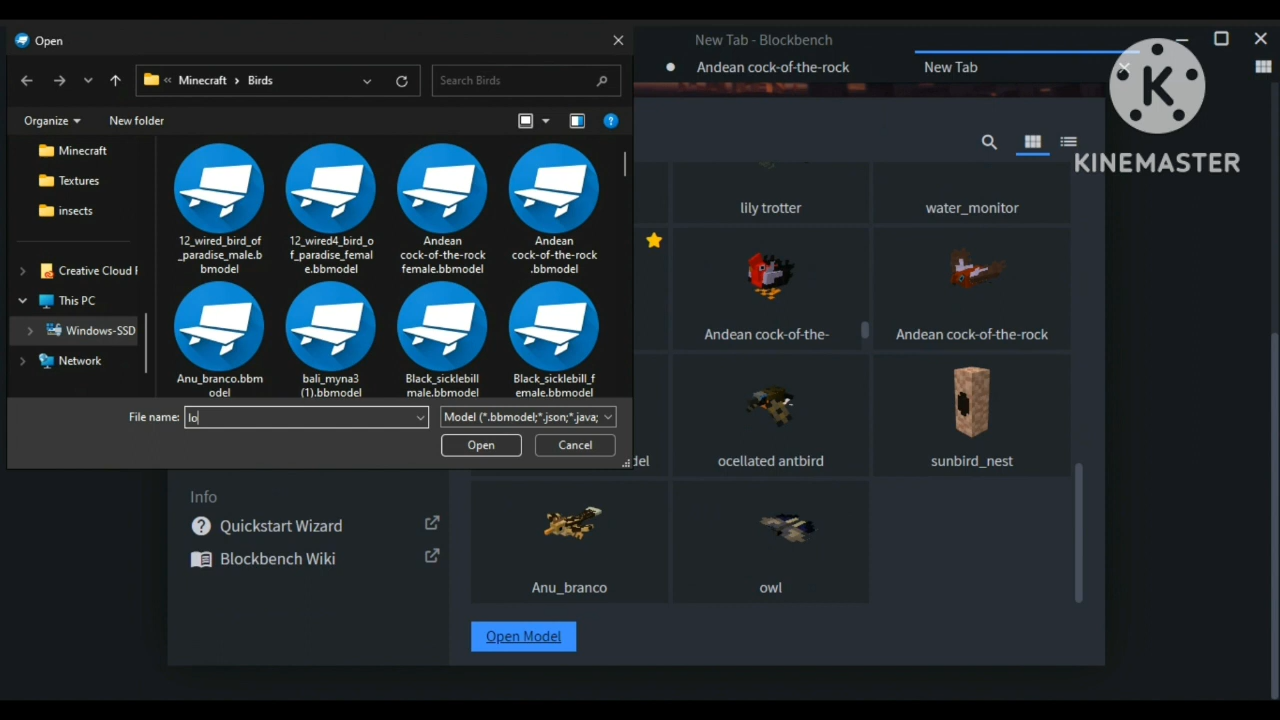 Open
New Tab - Blockbench
Andean cock-of-the-rock
New Tab
KINEMASTER
Minecraft
Birds
Search Birds
Organize
New folder
Minecraft
Textures
insects
Creative Cloud F
This PC
Windows-SSD
Network
12_wired_bird_of
_paradise_male.b
bmodel
12_wired4_bird_o
f_paradise_femal
e.bbmodel
Andean
cock-of-the-rock
female.bbmodel
Andean
cock-of-the-rock
.bbmodel
Anu_branco.bbm
odel
bali_myna3
(1).bbmodel
Black_sicklebill
male.bbmodel
Black_sicklebill_f
emale.bbmodel
File name:
lo
Model (*.bbmodel;*.json;*.java;
Open
Cancel
lily trotter
water_monitor
Andean cock-of-the-
Andean cock-of-the-rock
del
ocellated antbird
sunbird_nest
Anu_branco
owl
Info
Quickstart Wizard
Blockbench Wiki
Open Model